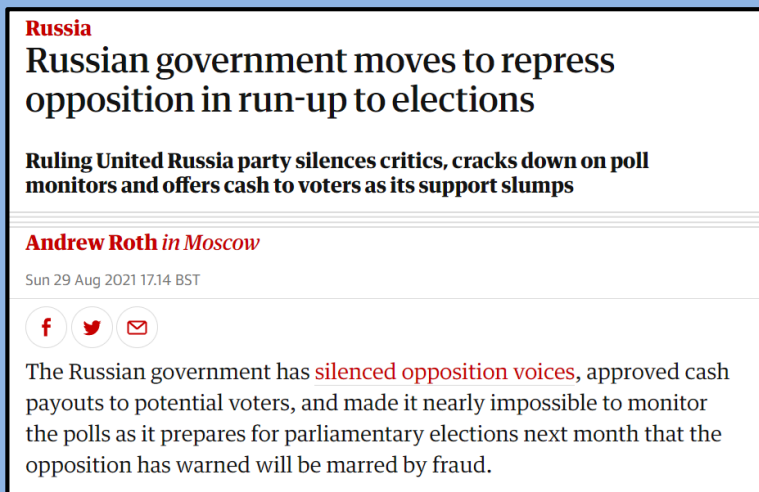 Russia
Russian government moves to repress
opposition in run-up to elections
Ruling United Russia party silences critics, cracks down on poll
monitors and offers cash to voters as its support slumps
Andrew Roth in Moscow
Sun 29 Aug 2021 17.14 BST
The Russian government has silenced opposition voices, approved cash
payouts to potential voters, and made it nearly impossible to monitor
the polls as it prepares for parliamentary elections next month that the
opposition has warned will be marred by fraud.